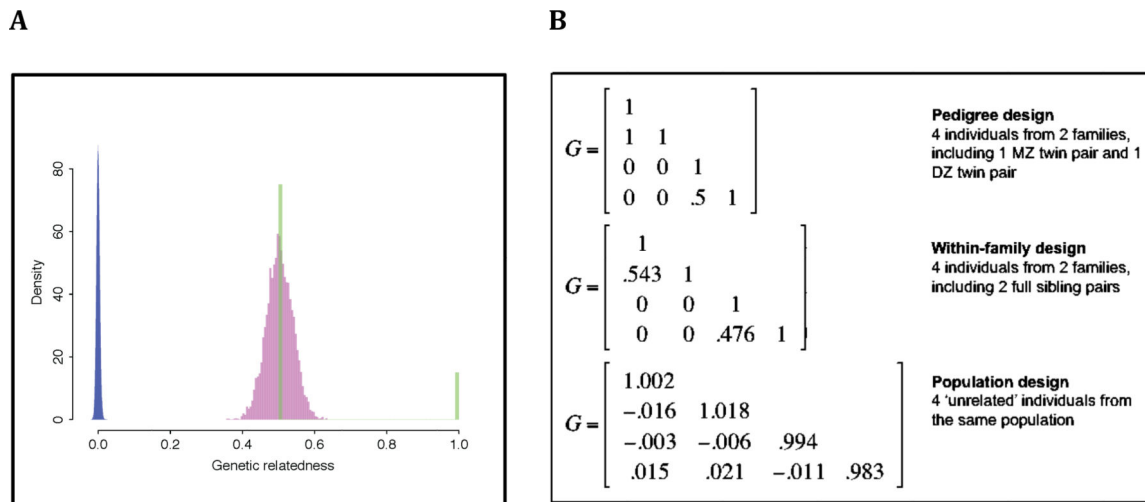 A
B
80
60
40
20
0
Density
0.0 0.2 0.4 0.6 0.8 1.0
Genetic relatedness
G =
1
1 1
0 0 1
0 0 .5 1
Pedigree design
4 individuals from 2 families,
including 1 MZ twin pair and 1
DZ twin pair
G =
1
.543 1
0 0 1
0 0 .476 1
Within-family design
4 individuals from 2 families,
including 2 full sibling pairs
G =
1.002
-.016 1.018
-.003 -.006 .994
.015 .021 -.011 .983
Population design
4 'unrelated' individuals from
the same population